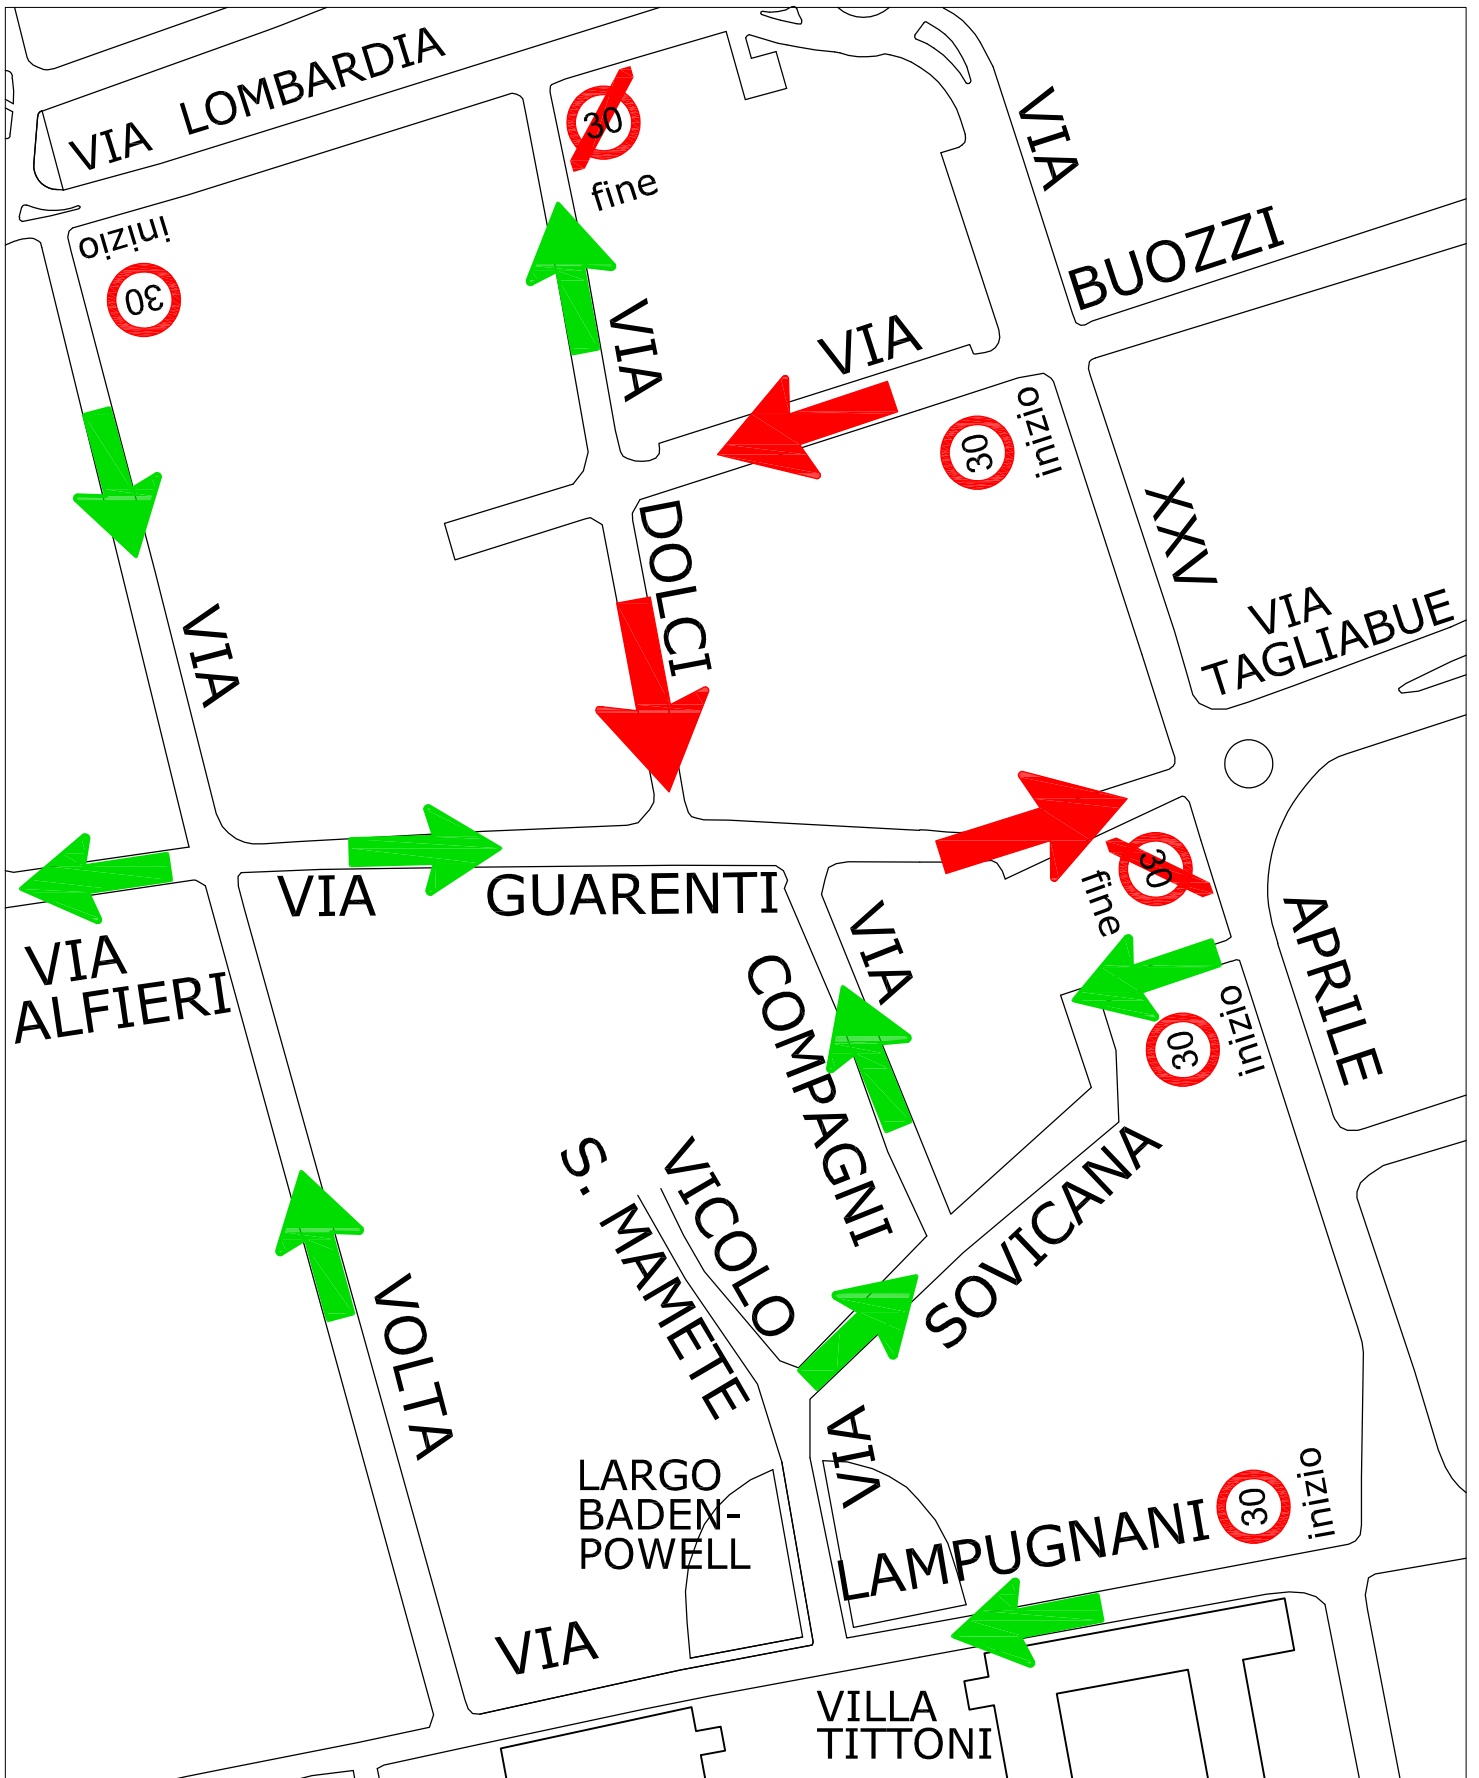 VIA LOMBARDIA
30
fine
inizio
30
VIA
BUOZZI
VIA
VIA
inizio
30
DOLCI
XXV
VIA
TAGLIABUE
VIA
VIA GUARENTI
30
fine
VIA
ALFIERI
VIA
COMPAGNI
APRILE
inizio
30
S. MAMETE
VICOLO
SOVICANA
VOLTA
VIA
LARGO
BADEN-
POWELL
LAMPUGNANI
30
inizio
VIA
VILLA
TITTONI